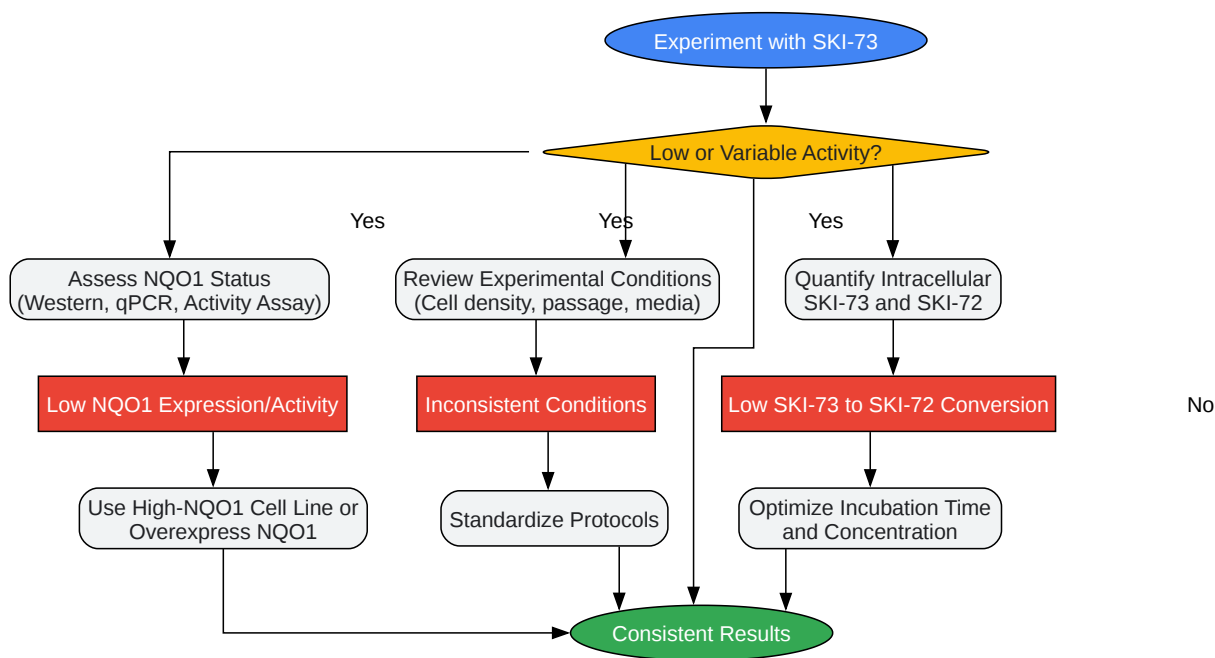 Experiment with SKI-73
Low or Variable Activity?
Yes
Yes
Yes
Assess NQO1 Status
(Western, qPCR, Activity Assay)
Review Experimental Conditions
(Cell density, passage, media)
Quantify Intracellular
SKI-73 and SKI-72
Low NQO1 Expression/Activity
Inconsistent Conditions
Low SKI-73 to SKI-72 Conversion
No
Use High-NQO1 Cell Line or
Overexpress NQO1
Standardize Protocols
Optimize Incubation Time
and Concentration
Consistent Results